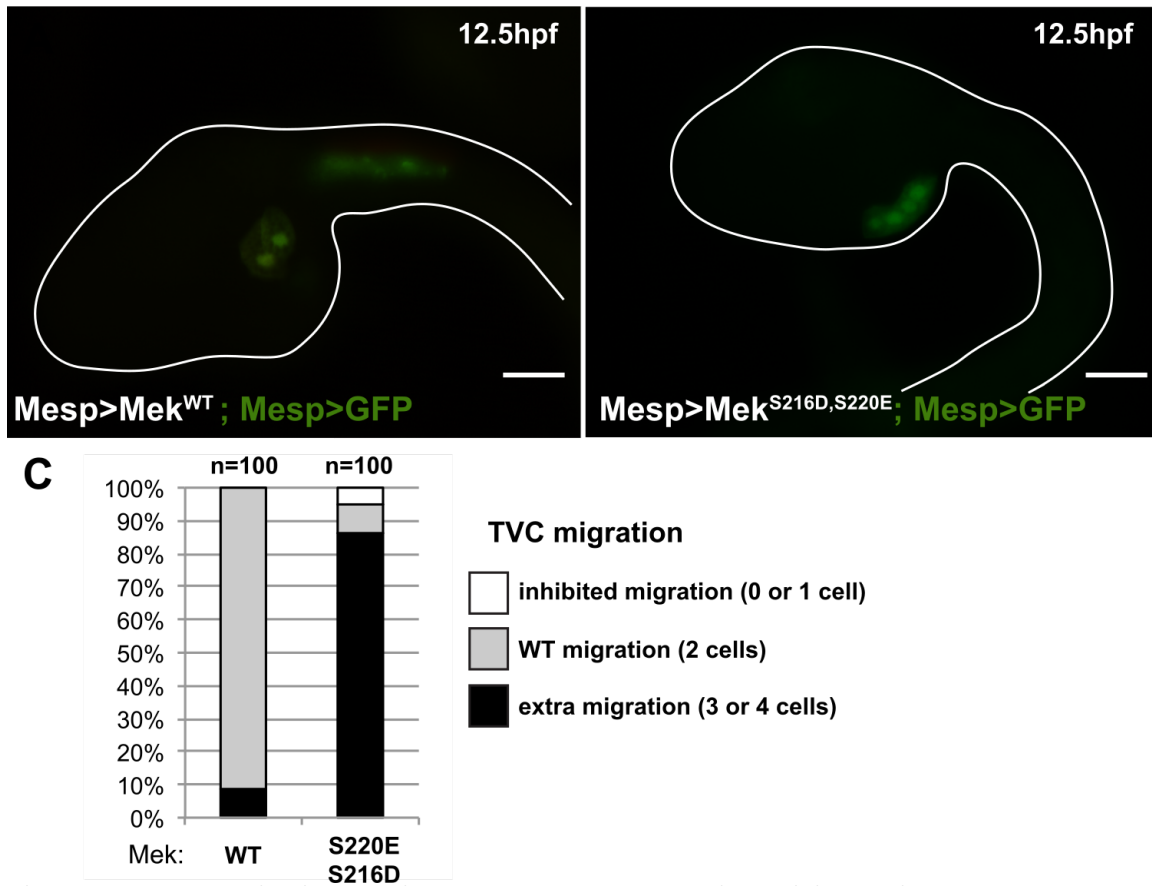 12.5hpf
12.5hpf
Mesp>Mek^WT ; Mesp>GFP
Mesp>Mek^S216D,S220E; Mesp>GFP
C
n=100 n=100
100%
90%
80%
70%
60%
50%
40%
30%
20%
10%
0%
Mek: WT S220E
S216D
TVC migration
inhibited migration (0 or 1 cell)
WT migration (2 cells)
extra migration (3 or 4 cells)